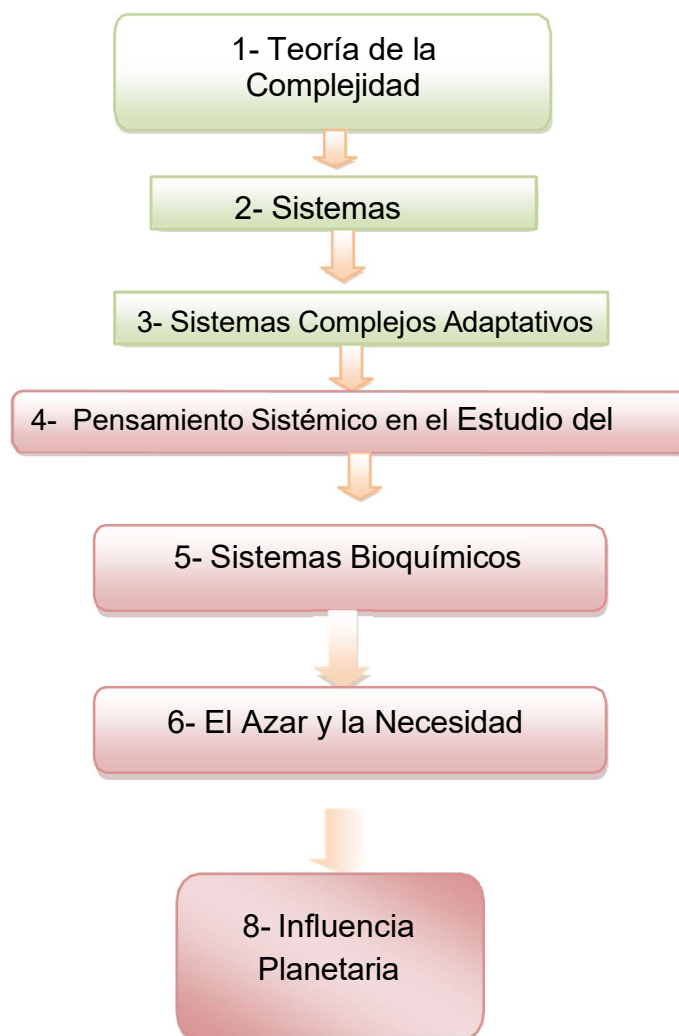 1- Teoría de la
Complejidad
2- Sistemas
3- Sistemas Complejos Adaptativos
4- Pensamiento Sistémico en el Estudio del
5- Sistemas Bioquímicos
6- El Azar y la Necesidad
8- Influencia
Planetaria